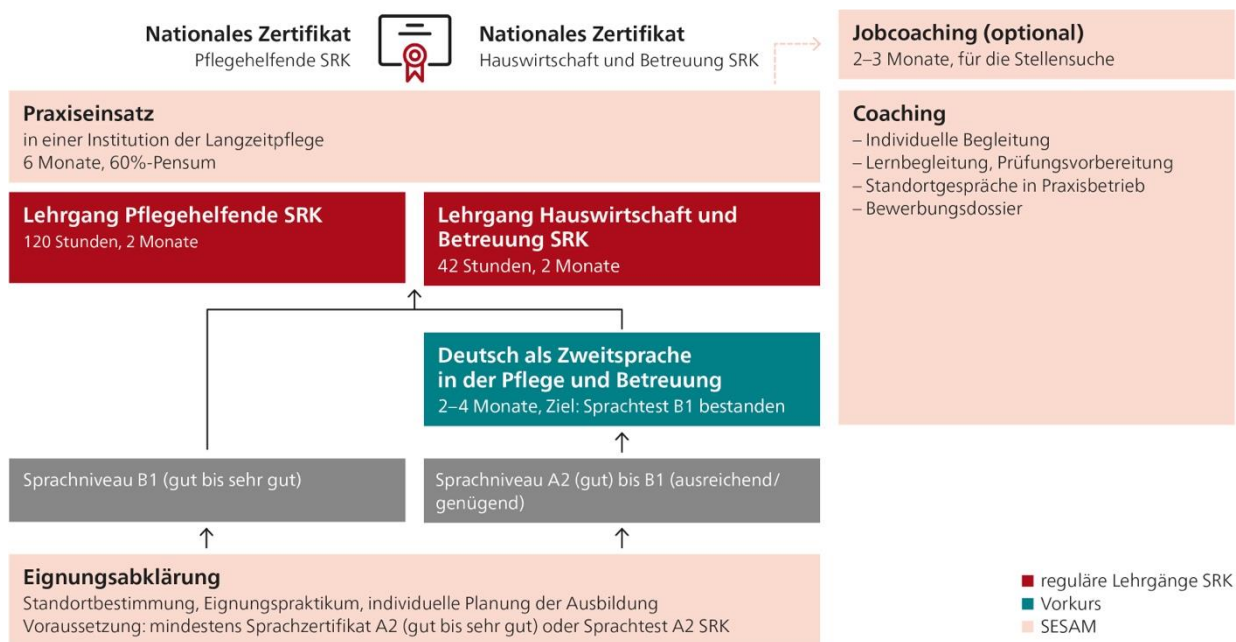 Nationales Zertifikat
Pflegehelfende SRK
Nationales Zertifikat
Hauswirtschaft und Betreuung SRK
Jobcoaching (optional)
2–3 Monate, für die Stellensuche
Praxiseinsatz
in einer Institution der Langzeitpflege
6 Monate, 60%-Pensum
Coaching
– Individuelle Begleitung
– Lernbegleitung, Prüfungsvorbereitung
– Standortgespräche in Praxisbetrieb
– Bewerbungsdossier
Lehrgang Pflegehelfende SRK
120 Stunden, 2 Monate
Lehrgang Hauswirtschaft und
Betreuung SRK
42 Stunden, 2 Monate
Deutsch als Zweitsprache
in der Pflege und Betreuung
2–4 Monate, Ziel: Sprachtest B1 bestanden
Sprachniveau B1 (gut bis sehr gut)
Sprachniveau A2 (gut) bis B1 (ausreichend/
genügend)
Eignungsabklärung
Standortbestimmung, Eignungspraktikum, individuelle Planung der Ausbildung
Voraussetzung: mindestens Sprachzertifikat A2 (gut bis sehr gut) oder Sprachtest A2 SRK
reguläre Lehrgänge SRK
Vorkurs
SESAM